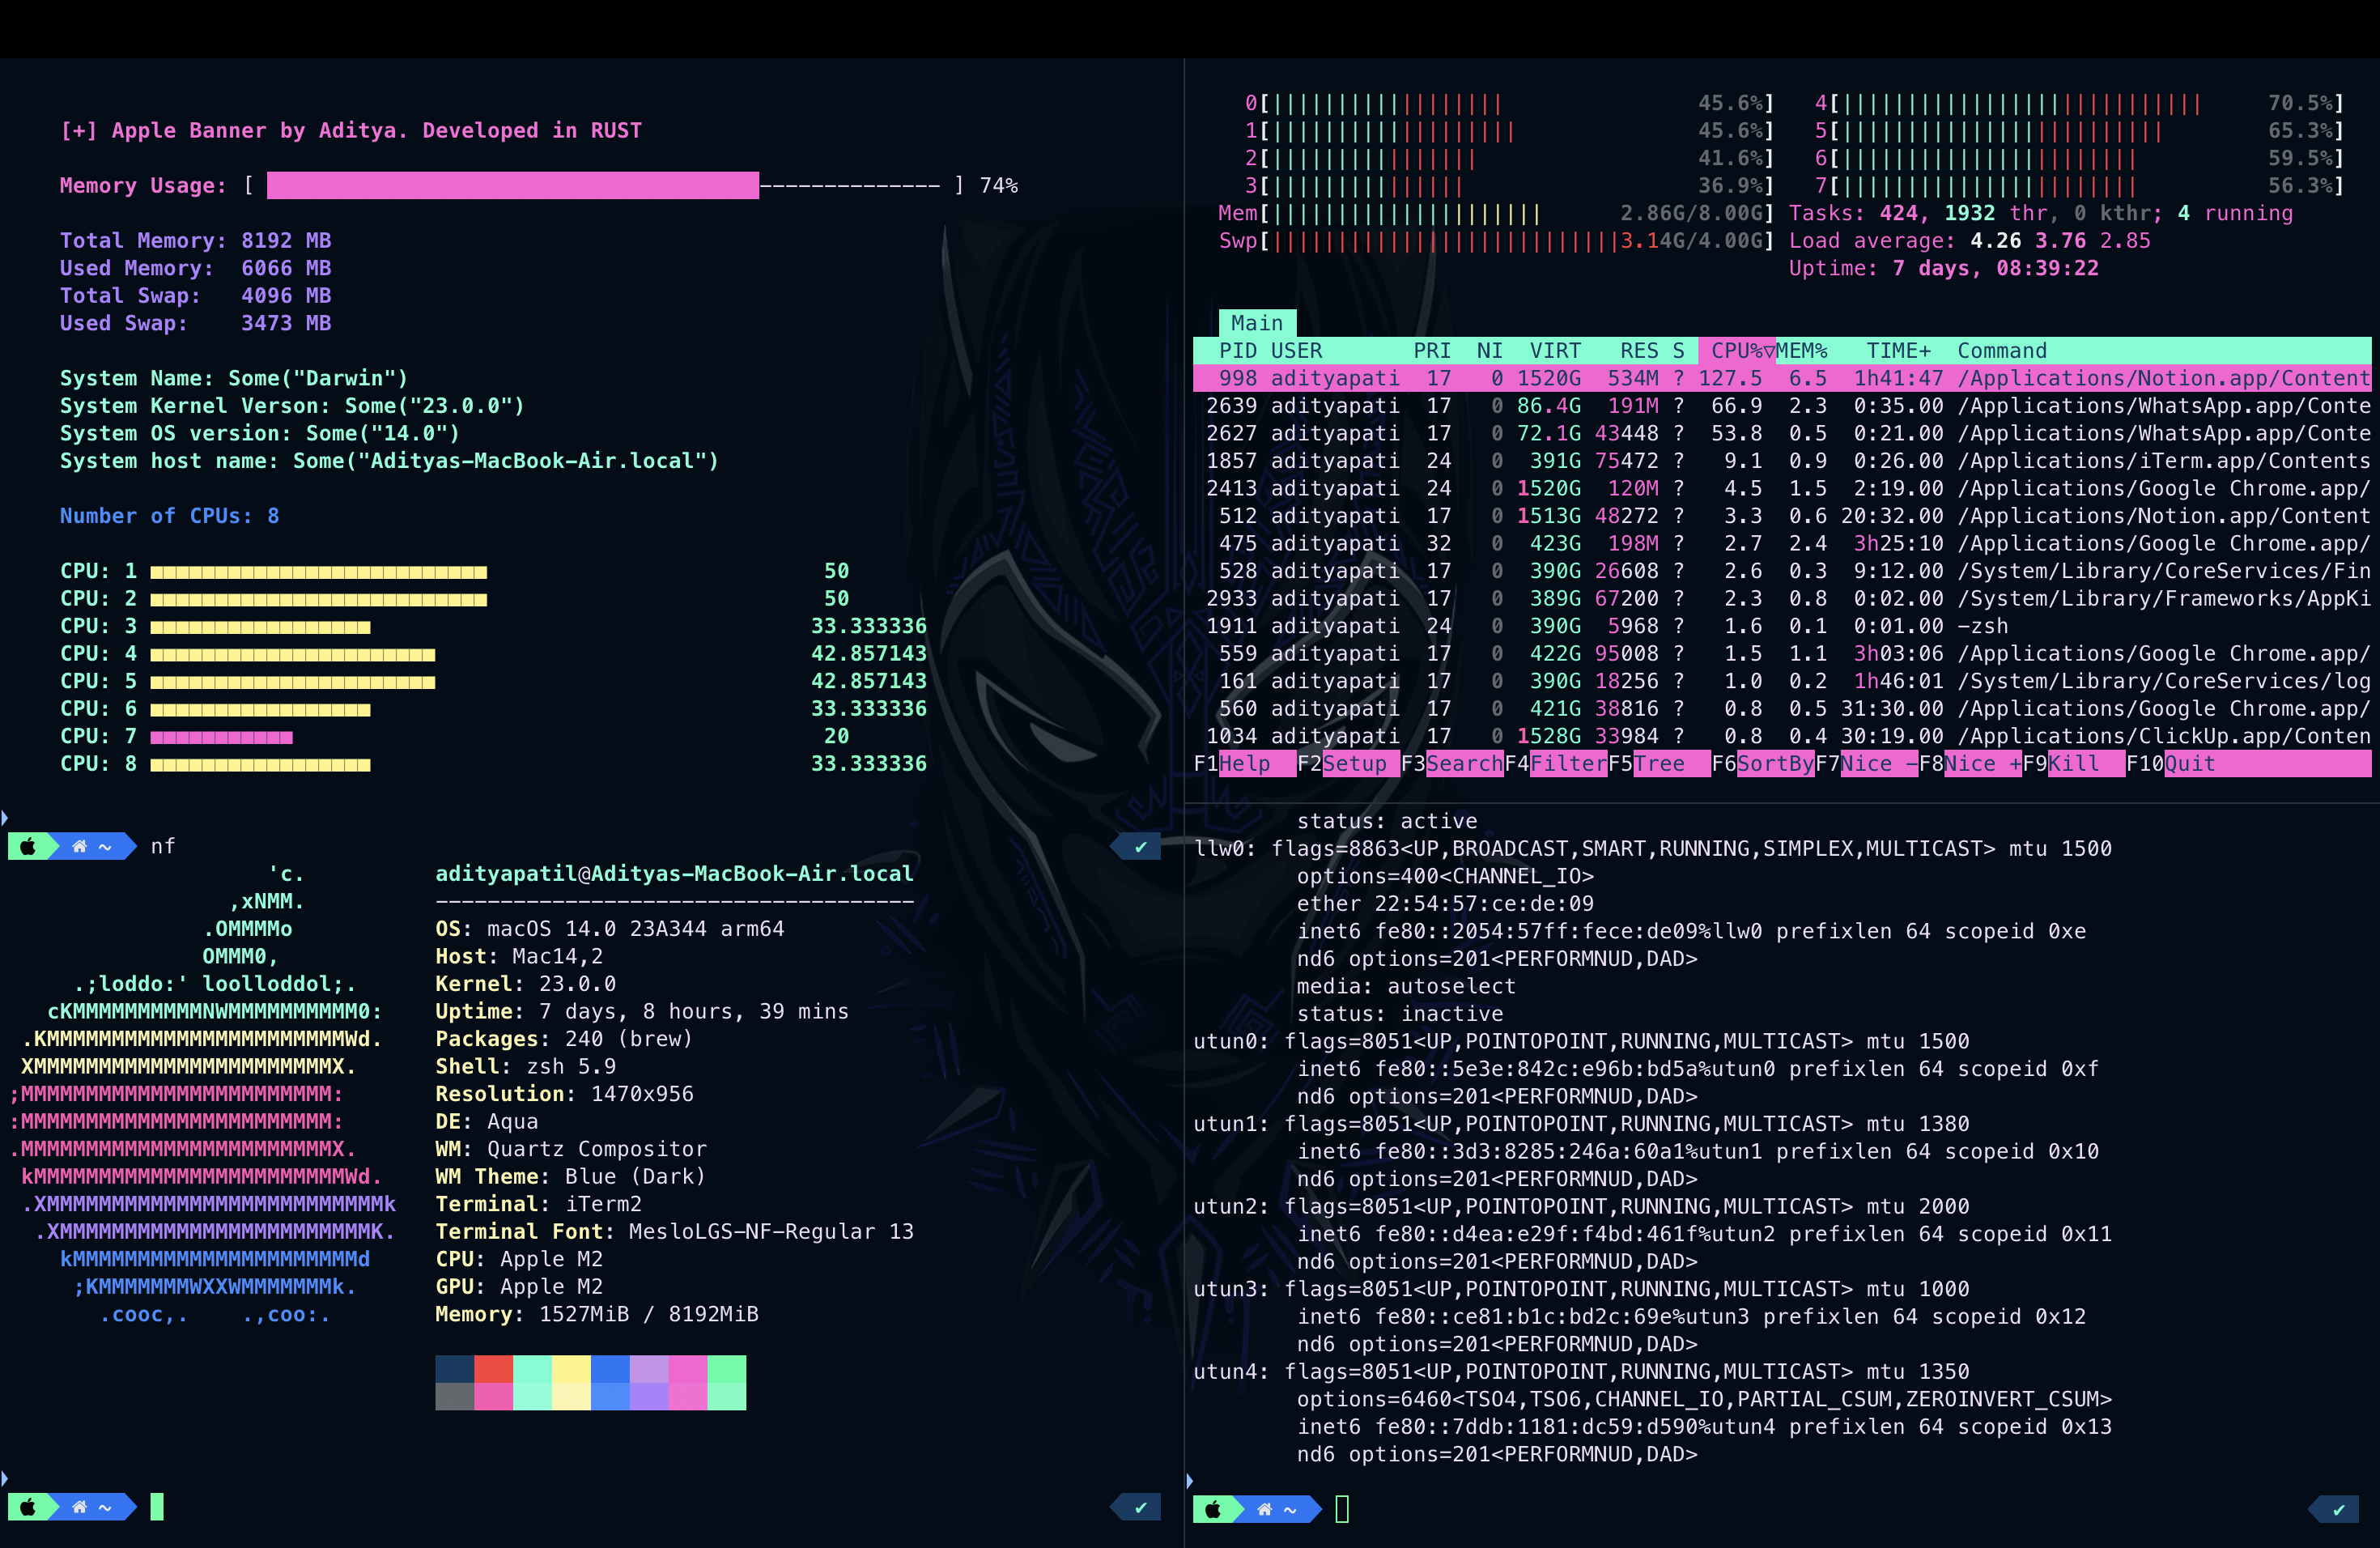 [+] Apple Banner by Aditya. Developed in RUST
Memory Usage: [ -------------- ] 74%
Total Memory: 8192 MB
Used Memory:  6066 MB
Total Swap:   4096 MB
Used Swap:    3473 MB
System Name: Some("Darwin")
System Kernel Verson: Some("23.0.0")
System OS version: Some("14.0")
System host name: Some("Adityas-MacBook-Air.local")
Number of CPUs: 8
CPU: 1 50
CPU: 2 50
CPU: 3 33.333336
CPU: 4 42.857143
CPU: 5 42.857143
CPU: 6 33.333336
CPU: 7 20
CPU: 8 33.333336
~ nf ✔
'c.
,xNMM.
.OMMMMo
OMMM0,
.;loddo:' loolloddol;.
cKMMMMMMMMMMNWMMMMMMMMMM0:
.KMMMMMMMMMMMMMMMMMMMMMMMWd.
XMMMMMMMMMMMMMMMMMMMMMMMX.
;MMMMMMMMMMMMMMMMMMMMMMMM:
:MMMMMMMMMMMMMMMMMMMMMMMM:
.MMMMMMMMMMMMMMMMMMMMMMMMX.
kMMMMMMMMMMMMMMMMMMMMMMMMWd.
.XMMMMMMMMMMMMMMMMMMMMMMMMMMk
.XMMMMMMMMMMMMMMMMMMMMMMMMK.
kMMMMMMMMMMMMMMMMMMMMMMd
;KMMMMMMMWXXWMMMMMMMk.
.cooc,.    .,coo:.
adityapatil@Adityas-MacBook-Air.local
-------------------------------------
OS: macOS 14.0 23A344 arm64
Host: Mac14,2
Kernel: 23.0.0
Uptime: 7 days, 8 hours, 39 mins
Packages: 240 (brew)
Shell: zsh 5.9
Resolution: 1470x956
DE: Aqua
WM: Quartz Compositor
WM Theme: Blue (Dark)
Terminal: iTerm2
Terminal Font: MesloLGS-NF-Regular 13
CPU: Apple M2
GPU: Apple M2
Memory: 1527MiB / 8192MiB
~ ✔
0[|||||||||||||||||| 45.6%] 4[|||||||||||||||||||||||||||| 70.5%]
1[||||||||||||||||||| 45.6%] 5[||||||||||||||||||||||||| 65.3%]
2[|||||||||||||||| 41.6%] 6[||||||||||||||||||||||| 59.5%]
3[||||||||||||||| 36.9%] 7[||||||||||||||||||||||| 56.3%]
Mem[||||||||||||||||||||| 2.86G/8.00G] Tasks: 424, 1932 thr, 0 kthr; 4 running
Swp[|||||||||||||||||||||||||||3.14G/4.00G] Load average: 4.26 3.76 2.85
Uptime: 7 days, 08:39:22
Main
PID USER PRI NI VIRT RES S CPU%▽MEM% TIME+ Command
998 adityapati 17 0 1520G 534M ? 127.5 6.5 1h41:47 /Applications/Notion.app/Content
2639 adityapati 17 0 86.4G 191M ? 66.9 2.3 0:35.00 /Applications/WhatsApp.app/Conte
2627 adityapati 17 0 72.1G 43448 ? 53.8 0.5 0:21.00 /Applications/WhatsApp.app/Conte
1857 adityapati 24 0 391G 75472 ? 9.1 0.9 0:26.00 /Applications/iTerm.app/Contents
2413 adityapati 24 0 1520G 120M ? 4.5 1.5 2:19.00 /Applications/Google Chrome.app/
512 adityapati 17 0 1513G 48272 ? 3.3 0.6 20:32.00 /Applications/Notion.app/Content
475 adityapati 32 0 423G 198M ? 2.7 2.4 3h25:10 /Applications/Google Chrome.app/
528 adityapati 17 0 390G 26608 ? 2.6 0.3 9:12.00 /System/Library/CoreServices/Fin
2933 adityapati 17 0 389G 67200 ? 2.3 0.8 0:02.00 /System/Library/Frameworks/AppKi
1911 adityapati 24 0 390G 5968 ? 1.6 0.1 0:01.00 -zsh
559 adityapati 17 0 422G 95008 ? 1.5 1.1 3h03:06 /Applications/Google Chrome.app/
161 adityapati 17 0 390G 18256 ? 1.0 0.2 1h46:01 /System/Library/CoreServices/log
560 adityapati 17 0 421G 38816 ? 0.8 0.5 31:30.00 /Applications/Google Chrome.app/
1034 adityapati 17 0 1528G 33984 ? 0.8 0.4 30:19.00 /Applications/ClickUp.app/Conten
F1Help F2Setup F3SearchF4FilterF5Tree F6SortByF7Nice -F8Nice +F9Kill F10Quit
status: active
llw0: flags=8863<UP,BROADCAST,SMART,RUNNING,SIMPLEX,MULTICAST> mtu 1500
options=400<CHANNEL_IO>
ether 22:54:57:ce:de:09
inet6 fe80::2054:57ff:fece:de09%llw0 prefixlen 64 scopeid 0xe
nd6 options=201<PERFORMNUD,DAD>
media: autoselect
status: inactive
utun0: flags=8051<UP,POINTOPOINT,RUNNING,MULTICAST> mtu 1500
inet6 fe80::5e3e:842c:e96b:bd5a%utun0 prefixlen 64 scopeid 0xf
nd6 options=201<PERFORMNUD,DAD>
utun1: flags=8051<UP,POINTOPOINT,RUNNING,MULTICAST> mtu 1380
inet6 fe80::3d3:8285:246a:60a1%utun1 prefixlen 64 scopeid 0x10
nd6 options=201<PERFORMNUD,DAD>
utun2: flags=8051<UP,POINTOPOINT,RUNNING,MULTICAST> mtu 2000
inet6 fe80::d4ea:e29f:f4bd:461f%utun2 prefixlen 64 scopeid 0x11
nd6 options=201<PERFORMNUD,DAD>
utun3: flags=8051<UP,POINTOPOINT,RUNNING,MULTICAST> mtu 1000
inet6 fe80::ce81:b1c:bd2c:69e%utun3 prefixlen 64 scopeid 0x12
nd6 options=201<PERFORMNUD,DAD>
utun4: flags=8051<UP,POINTOPOINT,RUNNING,MULTICAST> mtu 1350
options=6460<TSO4,TSO6,CHANNEL_IO,PARTIAL_CSUM,ZEROINVERT_CSUM>
inet6 fe80::7ddb:1181:dc59:d590%utun4 prefixlen 64 scopeid 0x13
nd6 options=201<PERFORMNUD,DAD>
~ ✔